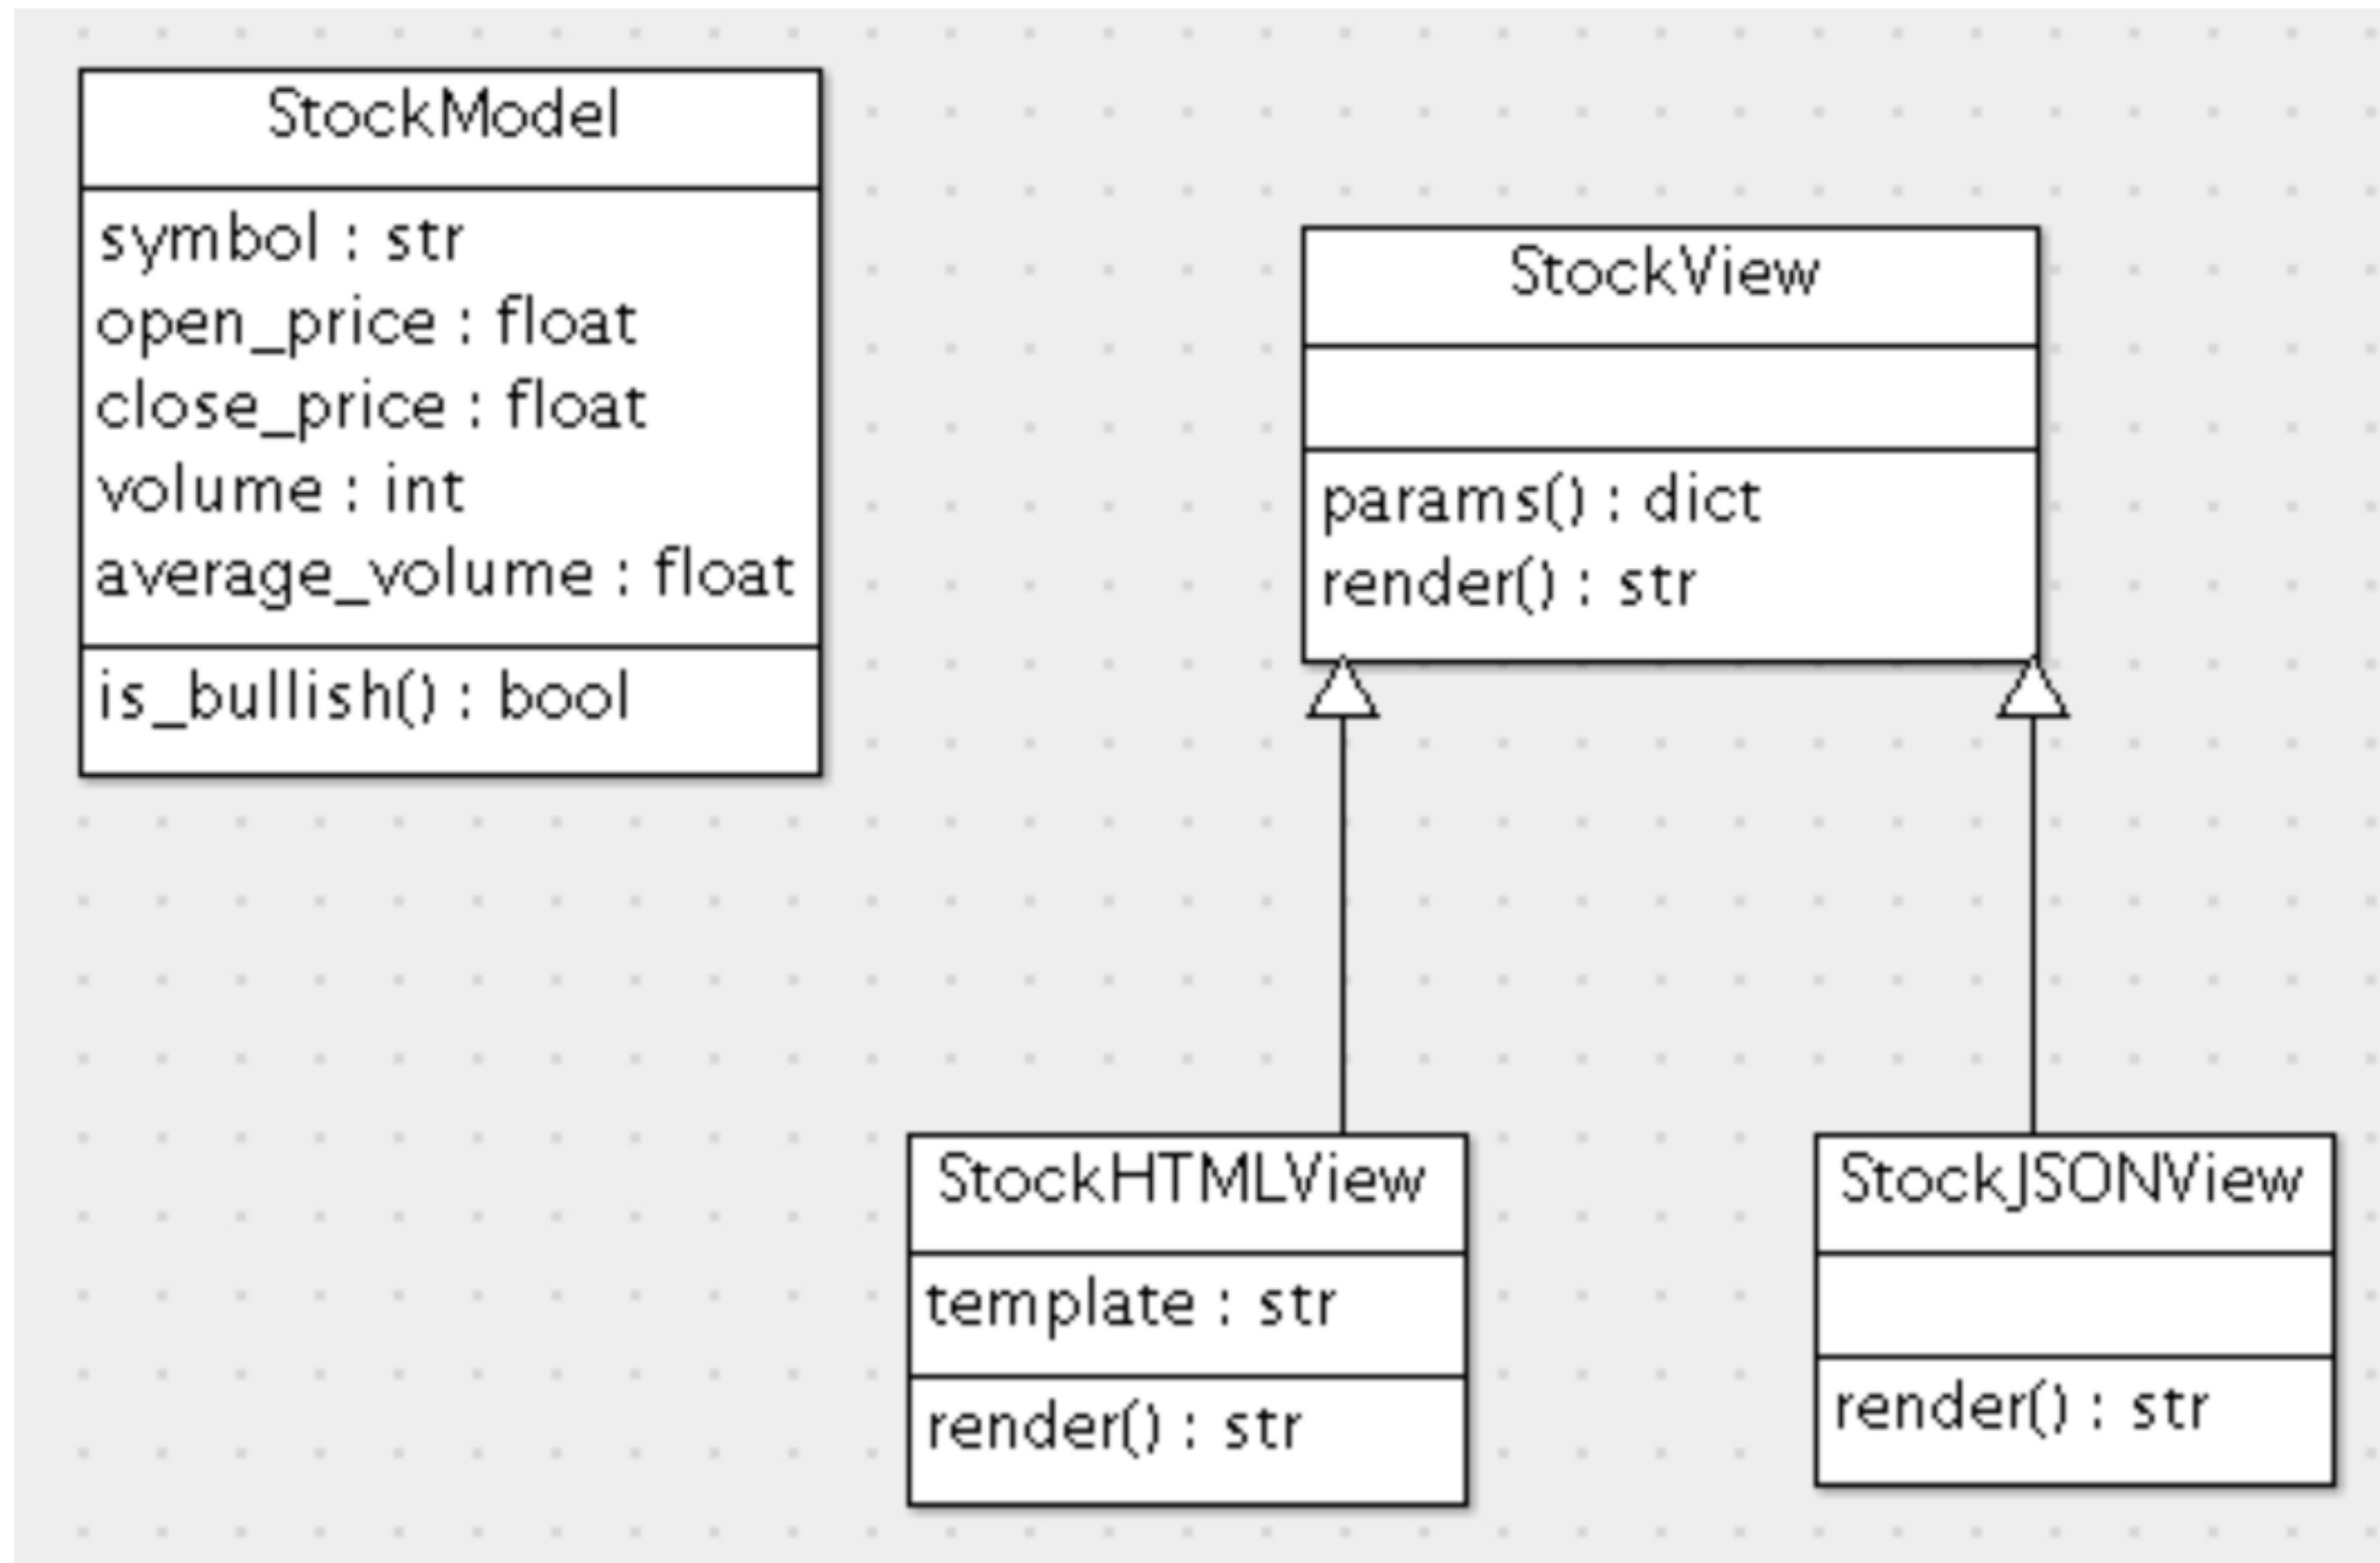 StockModel
symbol : str
open_price : float
close_price : float
volume : int
average_volume : float
is_bullish() : bool
StockView
params() : dict
render() : str
StockHTMLView
template : str
render() : str
StockJSONView
render() : str